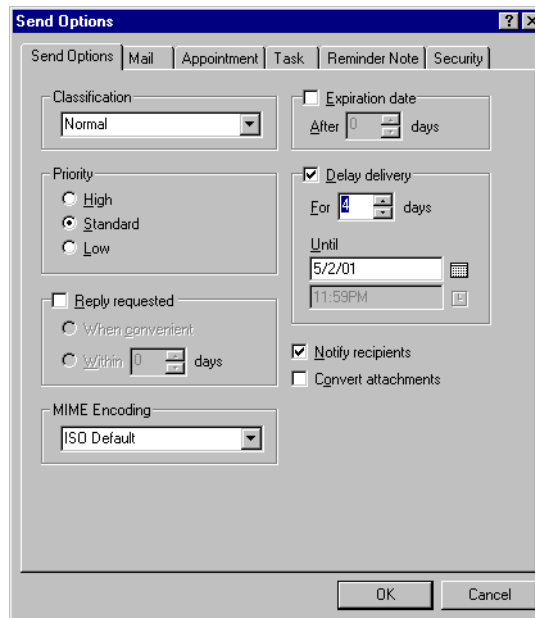 Send Options
Send Options Mail Appointment Task Reminder Note Security
Classification
Normal
Priority
High
Standard
Low
Reply requested
When convenient
Within 0 days
MIME Encoding
ISO Default
Expiration date
After 0 days
Delay delivery
For 4 days
Until
5/2/01
11:59PM
Notify recipients
Convert attachments
OK Cancel